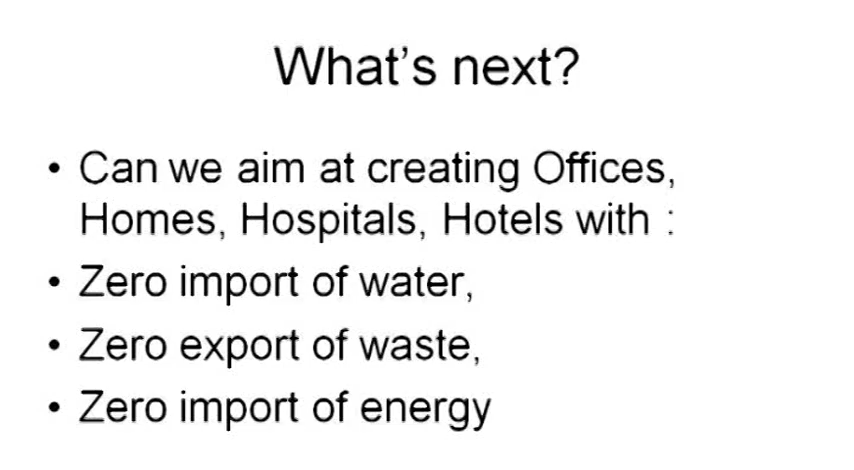 What's next?
• Can we aim at creating Offices,
Homes, Hospitals, Hotels with :
• Zero import of water,
• Zero export of waste,
• Zero import of energy